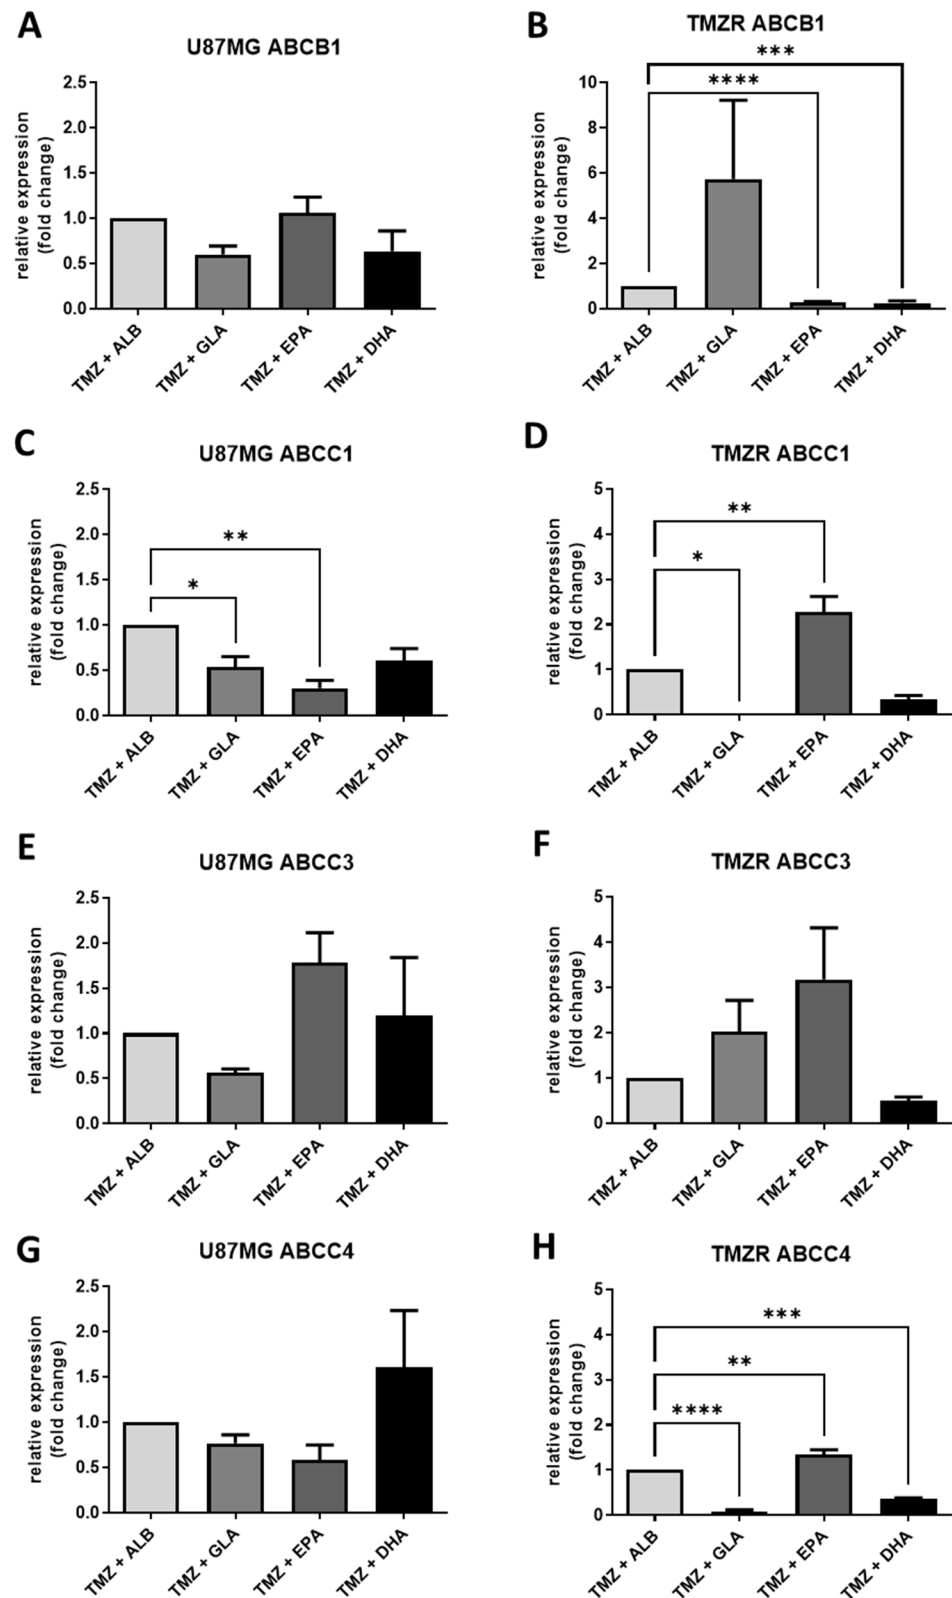 A
U87MG ABCB1
relative expression
(fold change)
2.5
2.0
1.5
1.0
0.5
0.0
TMZ + ALB
TMZ + GLA
TMZ + EPA
TMZ + DHA
B
TMZR ABCB1
relative expression
(fold change)
10
8
6
4
2
0
***
****
TMZ + ALB
TMZ + GLA
TMZ + EPA
TMZ + DHA
C
U87MG ABCC1
relative expression
(fold change)
2.5
2.0
1.5
1.0
0.5
0.0
**
*
TMZ + ALB
TMZ + GLA
TMZ + EPA
TMZ + DHA
D
TMZR ABCC1
relative expression
(fold change)
5
4
3
2
1
0
**
*
TMZ + ALB
TMZ + GLA
TMZ + EPA
TMZ + DHA
E
U87MG ABCC3
relative expression
(fold change)
2.5
2.0
1.5
1.0
0.5
0.0
TMZ + ALB
TMZ + GLA
TMZ + EPA
TMZ + DHA
F
TMZR ABCC3
relative expression
(fold change)
5
4
3
2
1
0
TMZ + ALB
TMZ + GLA
TMZ + EPA
TMZ + DHA
G
U87MG ABCC4
relative expression
(fold change)
2.5
2.0
1.5
1.0
0.5
0.0
TMZ + ALB
TMZ + GLA
TMZ + EPA
TMZ + DHA
H
TMZR ABCC4
relative expression
(fold change)
5
4
3
2
1
0
***
**
****
TMZ + ALB
TMZ + GLA
TMZ + EPA
TMZ + DHA